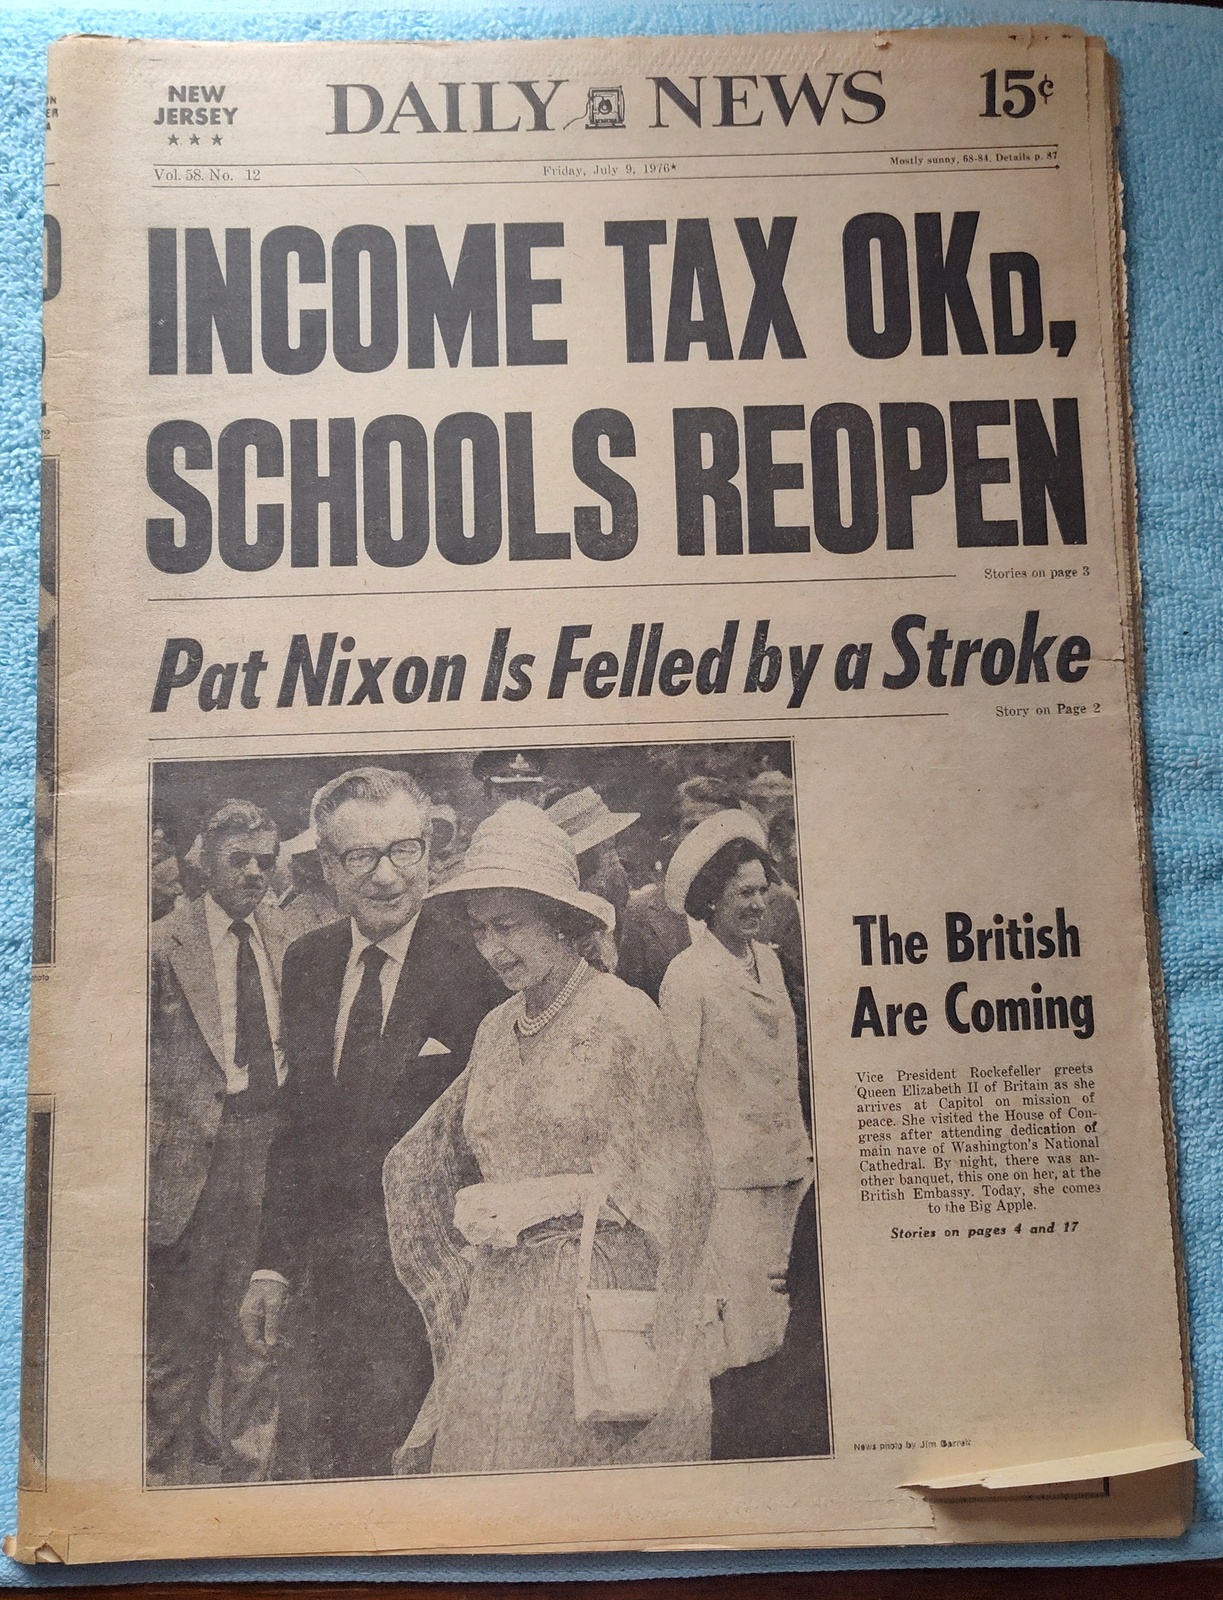 NEW
JERSEY
★ ★ ★
DAILY NEWS
15¢
Vol. 58. No. 12
Friday, July 9, 1976★
Mostly sunny, 68-84. Details p. 87
INCOME TAX OKD,
SCHOOLS REOPEN
Stories on page 3
Pat Nixon Is Felled by a Stroke
Story on Page 2
The British
Are Coming
Vice President Rockefeller greets
Queen Elizabeth II of Britain as she
arrives at Capitol on mission of
peace. She visited the House of Con-
gress after attending dedication of
main nave of Washington's National
Cathedral. By night, there was an-
other banquet, this one on her, at the
British Embassy. Today, she comes
to the Big Apple.
Stories on pages 4 and 17
News photo by Jim Garrett